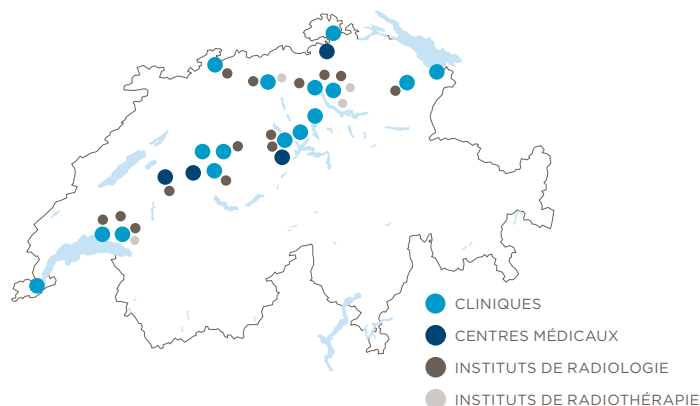 CLINIQUES
CENTRES MÉDICAUX
INSTITUTS DE RADIOLOGIE
INSTITUTS DE RADIOTHÉRAPIE